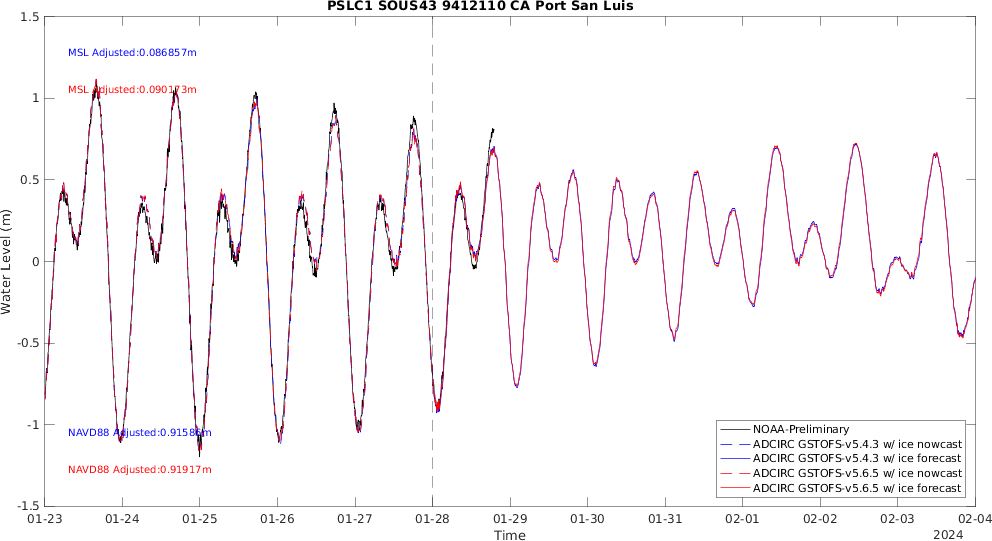 PSLC1 SOUS43 9412110 CA Port San Luis
1.5
1
0.5
0
-0.5
-1
-1.5
Water Level (m)
MSL Adjusted:0.086857m
MSL Adjusted:0.090173m
NAVD88 Adjusted:0.91586m
NAVD88 Adjusted:0.91917m
NOAA-Preliminary
ADCIRC GSTOFS-v5.4.3 w/ ice nowcast
ADCIRC GSTOFS-v5.4.3 w/ ice forecast
ADCIRC GSTOFS-v5.6.5 w/ ice nowcast
ADCIRC GSTOFS-v5.6.5 w/ ice forecast
01-23 01-24 01-25 01-26 01-27 01-28 01-29 01-30 01-31 02-01 02-02 02-03 02-04
Time
2024